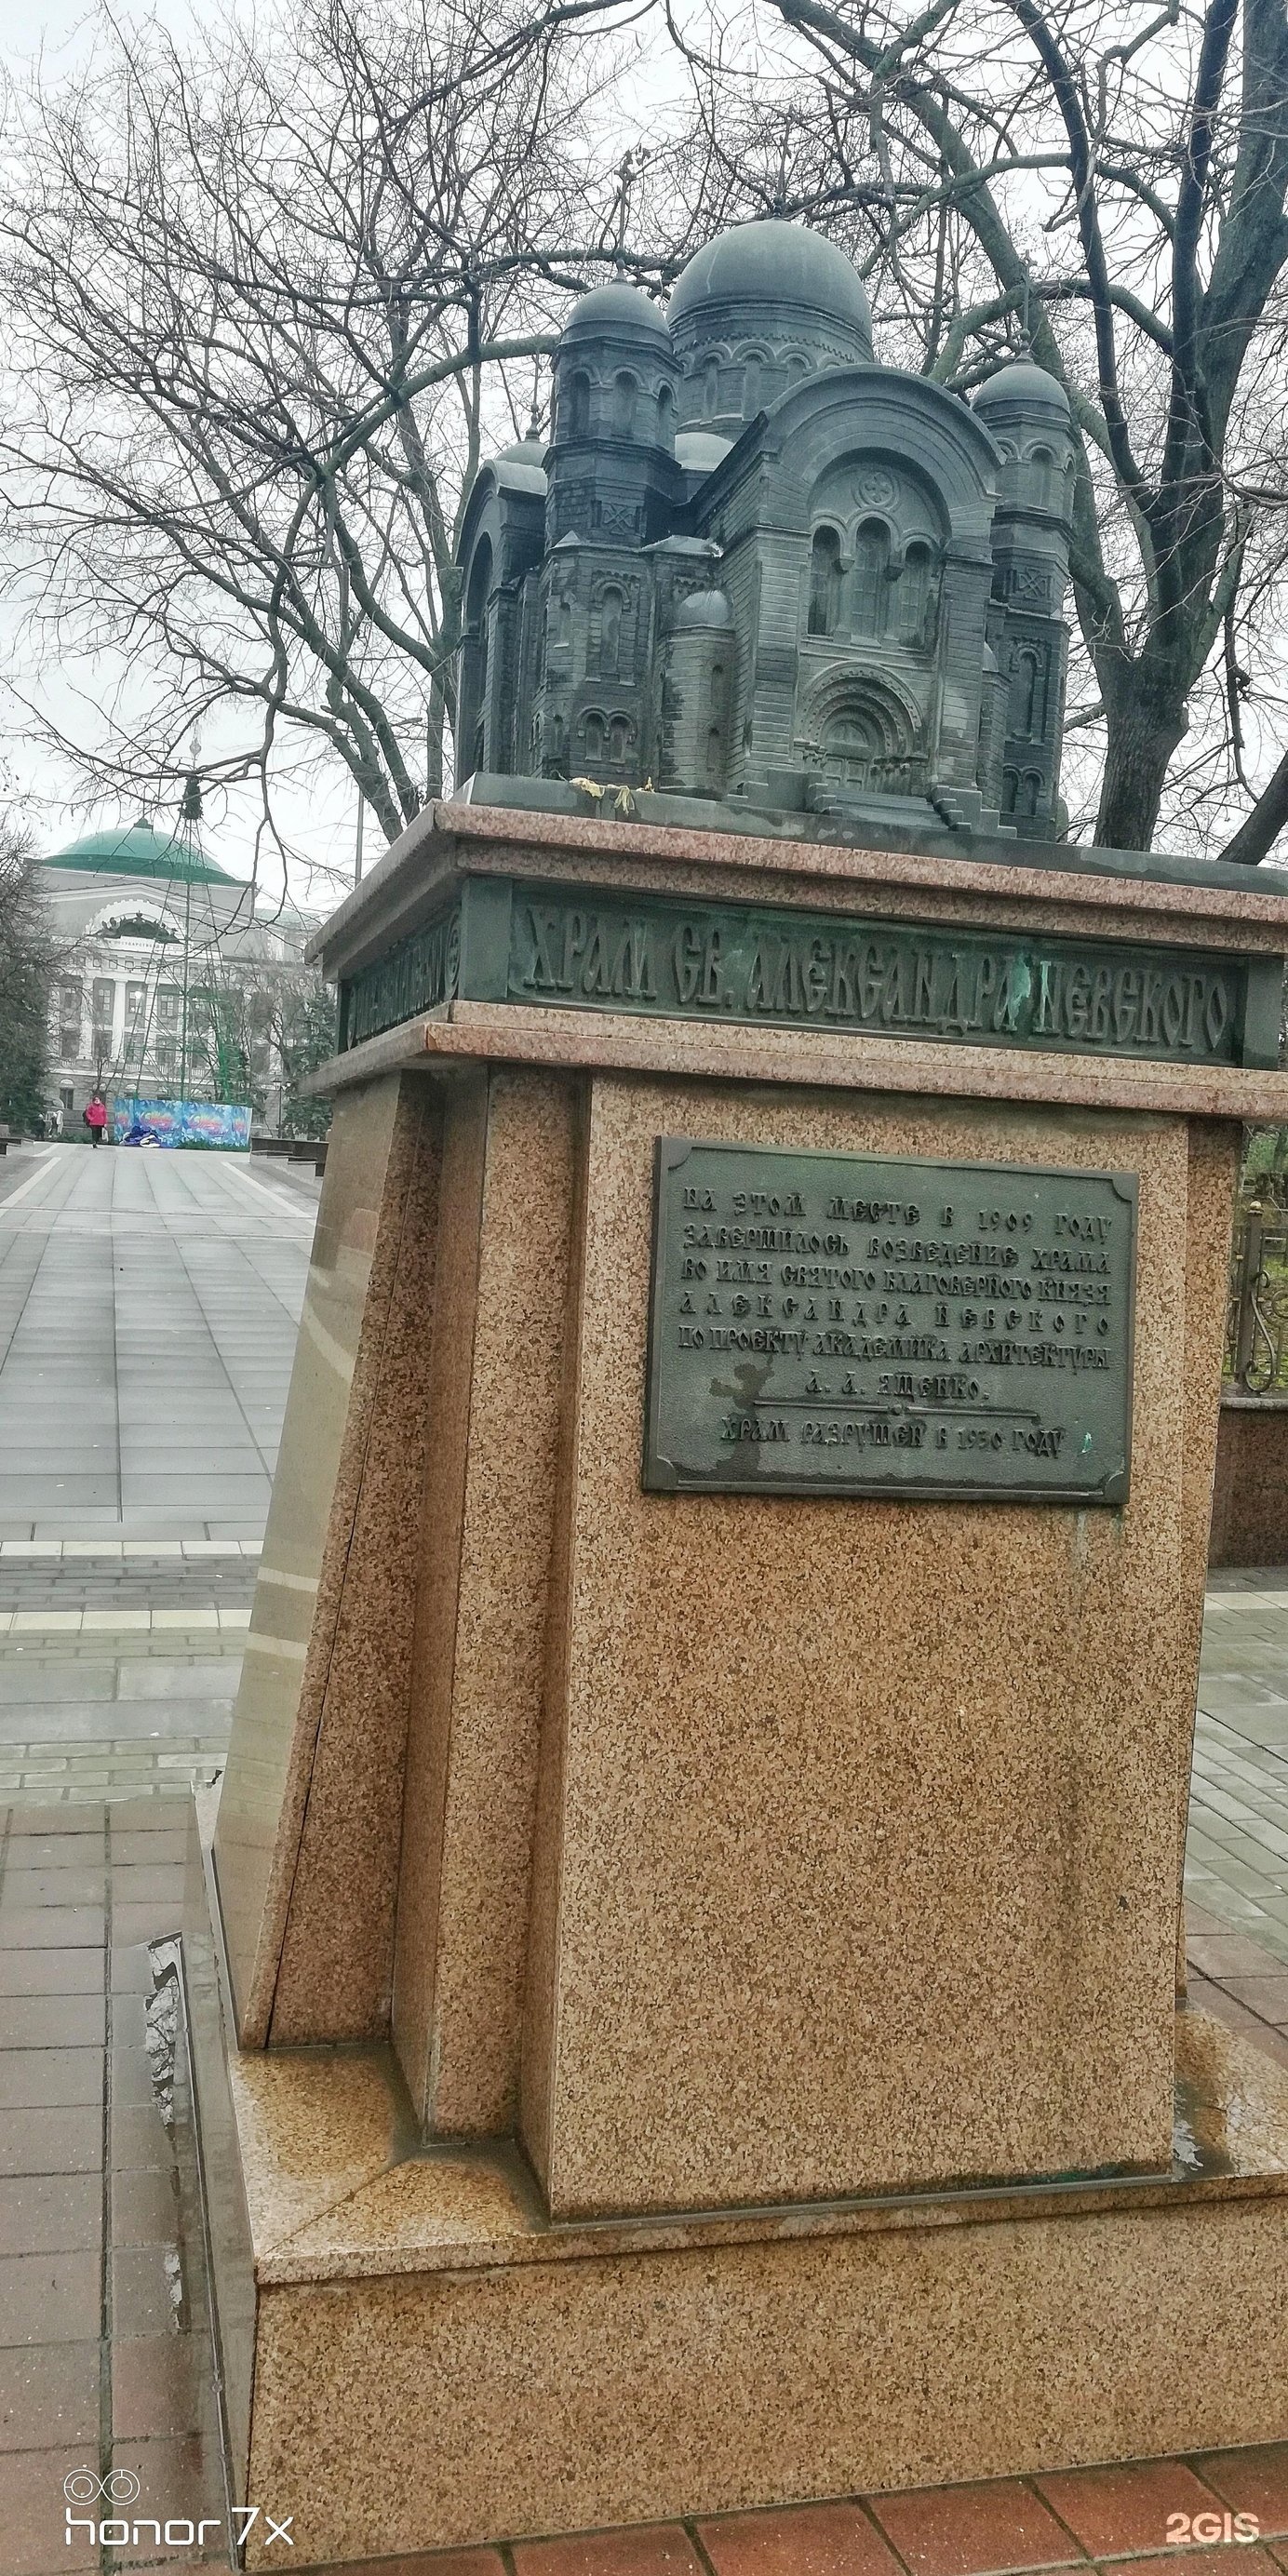 ХРАМ СВ. АЛЕКСАНДРА НЕВСКОГО
НА ЭТОМ МЕСТЕ В 1909 ГОДУ
ЗАВЕРШИЛОСЬ ВОЗВЕДЕНИЕ ХРАМА
ВО ИМЯ СВЯТОГО БЛАГОВЕРНОГО КНЯЗЯ
АЛЕКСАНДРА НЕВСКОГО
ПО ПРОЕКТУ АКАДЕМИКА АРХИТЕКТУРЫ
А. А. ЯЩЕНКО.
ХРАМ РАЗРУШЕН В 1930 ГОДУ
honor 7x
2GIS